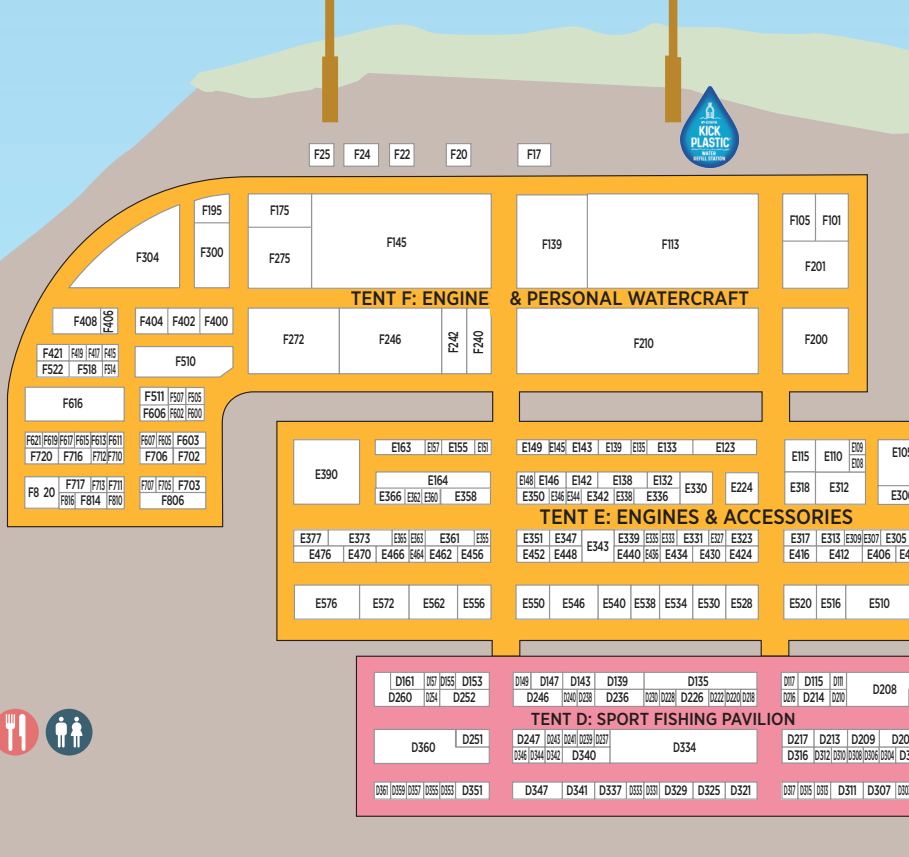 KICK
PLASTIC
WATER
REFILL STATION
F25 F24 F22 F20 F17
F195 F175 F145 F139 F113 F105 F101
F304 F300 F275 F201
TENT F: ENGINE & PERSONAL WATERCRAFT
F408 F406 F404 F402 F400 F272 F246 F242 F240 F210 F200
F421 F419 F417 F415 F510
F522 F518 F514
F616 F511 F507 F505
F606 F602 F600
F621 F619 F617 F615 F613 F611 F607 F605 F603
F720 F716 F712 F710 F706 F702
F8 20 F717 F713 F711 F707 F705 F703
F816 F814 F810 F806
E390 E163 E157 E155 E151 E149 E145 E143 E139 E135 E133 E123 E115 E110 E109 E105
E108
E164 E148 E146 E142 E138 E132 E330 E224 E318 E312
E366 E362 E360 E358 E350 E346 E344 E342 E338 E336 E306
TENT E: ENGINES & ACCESSORIES
E377 E373 E365 E363 E361 E355 E351 E347 E343 E339 E335 E333 E331 E327 E323 E317 E313 E309 E307 E305
E476 E470 E466 E464 E462 E456 E452 E448 E440 E436 E434 E430 E424 E416 E412 E406 E4
E576 E572 E562 E556 E550 E546 E540 E538 E534 E530 E528 E520 E516 E510
D161 D157 D155 D153 D149 D147 D143 D139 D135 D117 D115 D111 D208
D260 D254 D252 D246 D240 D238 D236 D230 D228 D226 D222 D220 D218 D216 D214 D210
TENT D: SPORT FISHING PAVILION
D360 D251 D247 D243 D241 D239 D237 D334 D217 D213 D209 D20
D346 D344 D342 D340 D316 D312 D310 D308 D306 D304 D3
D361 D359 D357 D355 D353 D351 D347 D341 D337 D333 D331 D329 D325 D321 D317 D315 D313 D311 D307 D303